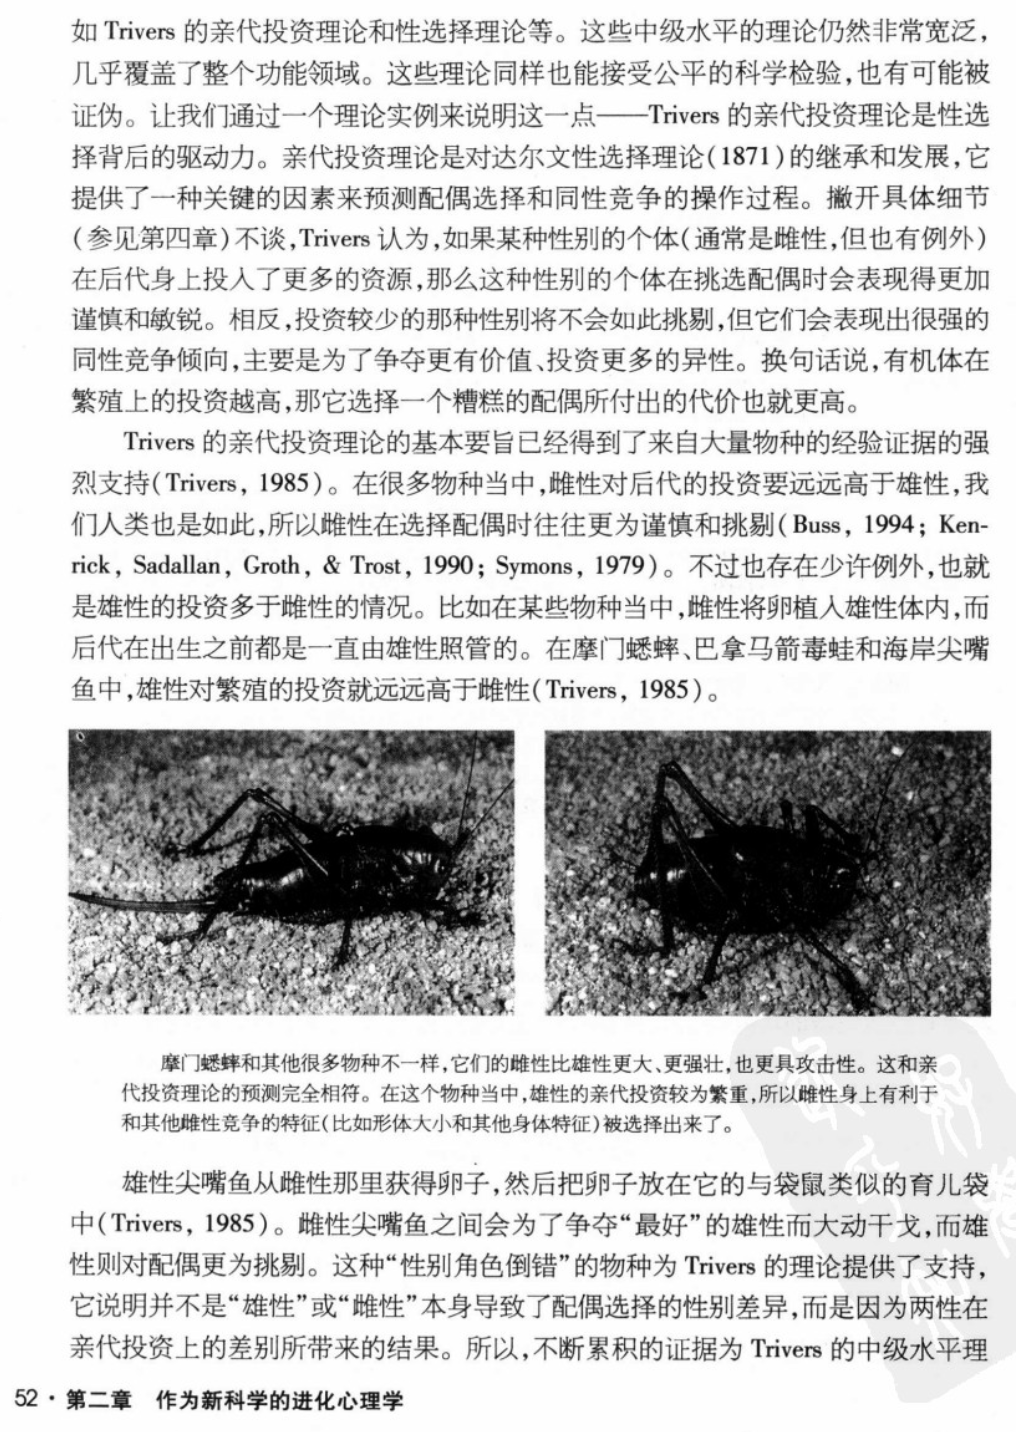 如 Trivers 的亲代投资理论和性选择理论等。这些中级水平的理论仍然非常宽泛，
几乎覆盖了整个功能领域。这些理论同样也能接受公平的科学检验，也有可能被
证伪。让我们通过一个理论实例来说明这一点——Trivers 的亲代投资理论是性选
择背后的驱动力。亲代投资理论是对达尔文性选择理论(1871)的继承和发展，它
提供了一种关键的因素来预测配偶选择和同性竞争的操作过程。撇开具体细节
(参见第四章)不谈，Trivers 认为，如果某种性别的个体(通常是雌性，但也有例外)
在后代身上投入了更多的资源，那么这种性别的个体在挑选配偶时会表现得更加
谨慎和敏锐。相反，投资较少的那种性别将不会如此挑剔，但它们会表现出很强的
同性竞争倾向，主要是为了争夺更有价值、投资更多的异性。换句话说，有机体在
繁殖上的投资越高，那它选择一个糟糕的配偶所付出的代价也就更高。
Trivers 的亲代投资理论的基本要旨已经得到了来自大量物种的经验证据的强
烈支持(Trivers, 1985)。在很多物种当中，雌性对后代的投资要远远高于雄性，我
们人类也是如此，所以雌性在选择配偶时往往更为谨慎和挑剔(Buss, 1994; Ken-
rick, Sadallan, Groth, & Trost, 1990; Symons, 1979)。不过也存在少许例外，也就
是雄性的投资多于雌性的情况。比如在某些物种当中，雌性将卵植入雄性体内，而
后代在出生之前都是一直由雄性照管的。在摩门蟋蟀、巴拿马箭毒蛙和海岸尖嘴
鱼中，雄性对繁殖的投资就远远高于雌性(Trivers, 1985)。
摩门蟋蟀和其他很多物种不一样，它们的雌性比雄性更大、更强壮，也更具攻击性。这和亲
代投资理论的预测完全相符。在这个物种当中，雄性的亲代投资较为繁重，所以雌性身上有利于
和其他雌性竞争的特征(比如形体大小和其他身体特征)被选择出来了。
雄性尖嘴鱼从雌性那里获得卵子，然后把卵子放在它的与袋鼠类似的育儿袋
中(Trivers, 1985)。雌性尖嘴鱼之间会为了争夺“最好”的雄性而大动干戈，而雄
性则对配偶更为挑剔。这种“性别角色倒错”的物种为 Trivers 的理论提供了支持，
它说明并不是“雄性”或“雌性”本身导致了配偶选择的性别差异，而是因为两性在
亲代投资上的差别所带来的结果。所以，不断累积的证据为 Trivers 的中级水平理
52·第二章 作为新科学的进化心理学